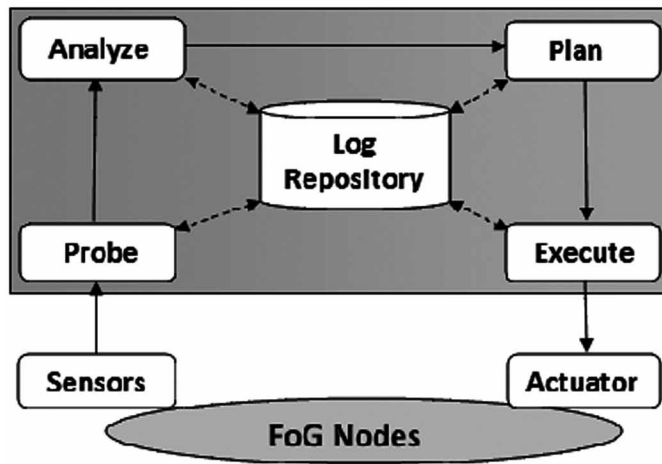 Analyze
Plan
Log
Repository
Probe
Execute
Sensors
Actuator
FoG Nodes